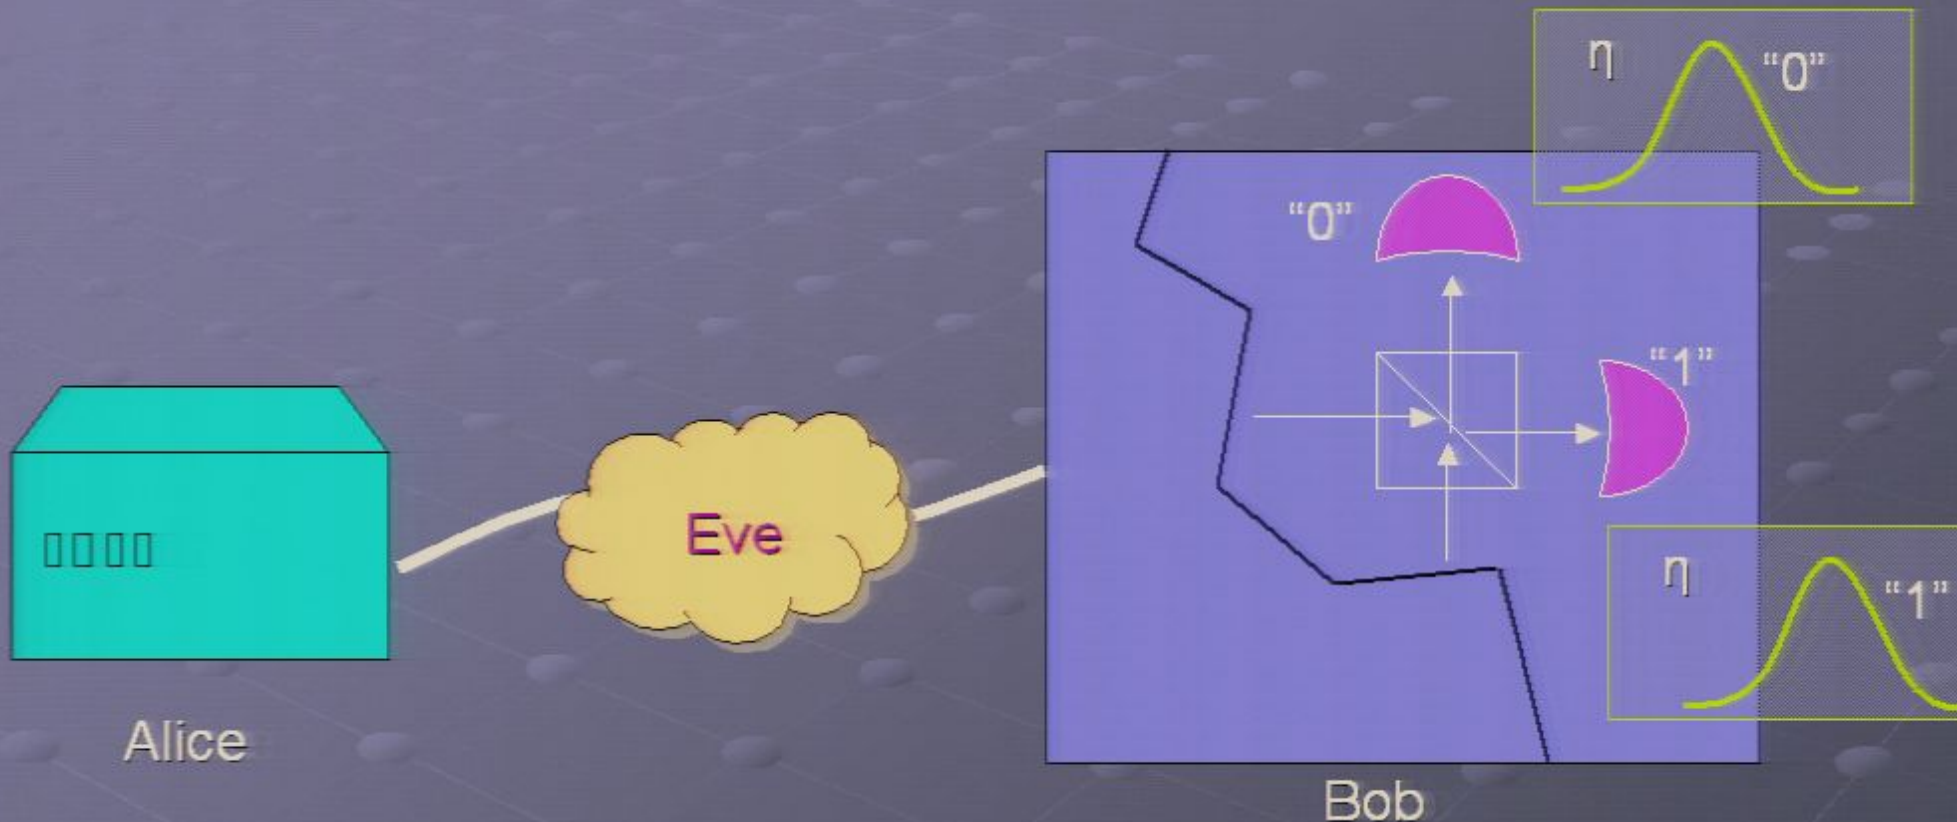 η “0”
“0”
“1”
Eve
η “1”
Alice
Bob